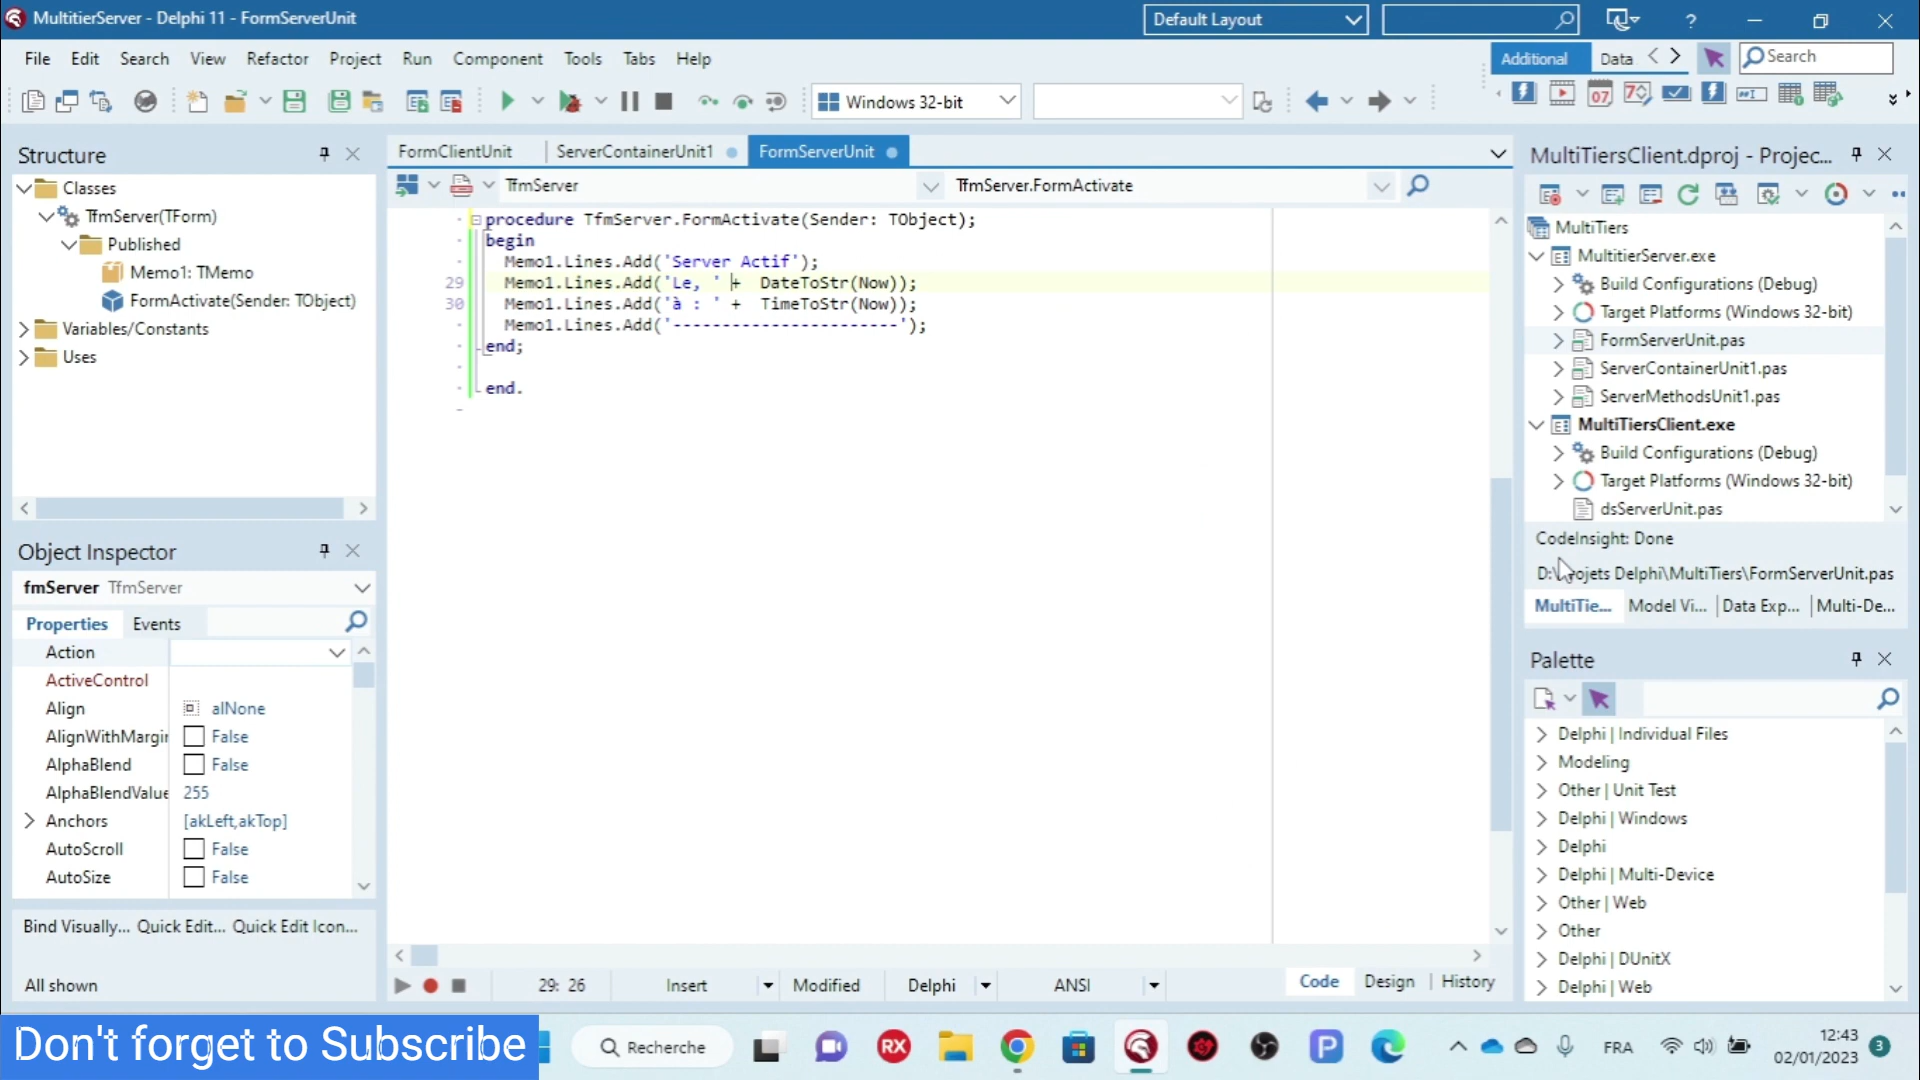 MultitierServer - Delphi 11 - FormServerUnit
Default Layout
File Edit Search View Refactor Project Run Component Tools Tabs Help
Additional Data Search
Windows 32-bit
Structure
Classes
TfmServer(TForm)
Published
Memo1: TMemo
FormActivate(Sender: TObject)
Variables/Constants
Uses
Object Inspector
fmServer TfmServer
Properties Events
Action
ActiveControl
Align alNone
AlignWithMargin False
AlphaBlend False
AlphaBlendValue 255
Anchors [akLeft,akTop]
AutoScroll False
AutoSize False
Bind Visually... Quick Edit... Quick Edit Icon...
All shown
FormClientUnit ServerContainerUnit1 FormServerUnit
TfmServer TfmServer.FormActivate
procedure TfmServer.FormActivate(Sender: TObject);
begin
Memo1.Lines.Add('Server Actif');
29 Memo1.Lines.Add('Le, ' + DateToStr(Now));
30 Memo1.Lines.Add('à : ' + TimeToStr(Now));
Memo1.Lines.Add('-----------------------');
end;
end.
29: 26 Insert Modified Delphi ANSI Code Design History
MultiTiersClient.dproj - Projec...
MultiTiers
MultitierServer.exe
Build Configurations (Debug)
Target Platforms (Windows 32-bit)
FormServerUnit.pas
ServerContainerUnit1.pas
ServerMethodsUnit1.pas
MultiTiersClient.exe
Build Configurations (Debug)
Target Platforms (Windows 32-bit)
dsServerUnit.pas
CodeInsight: Done
D:\Projets Delphi\MultiTiers\FormServerUnit.pas
MultiTie... Model Vi... Data Exp... Multi-De...
Palette
Delphi | Individual Files
Modeling
Other | Unit Test
Delphi | Windows
Delphi
Delphi | Multi-Device
Other | Web
Other
Delphi | DUnitX
Delphi | Web
Don't forget to Subscribe
Recherche
RX
P
FRA
12:43
02/01/2023
3